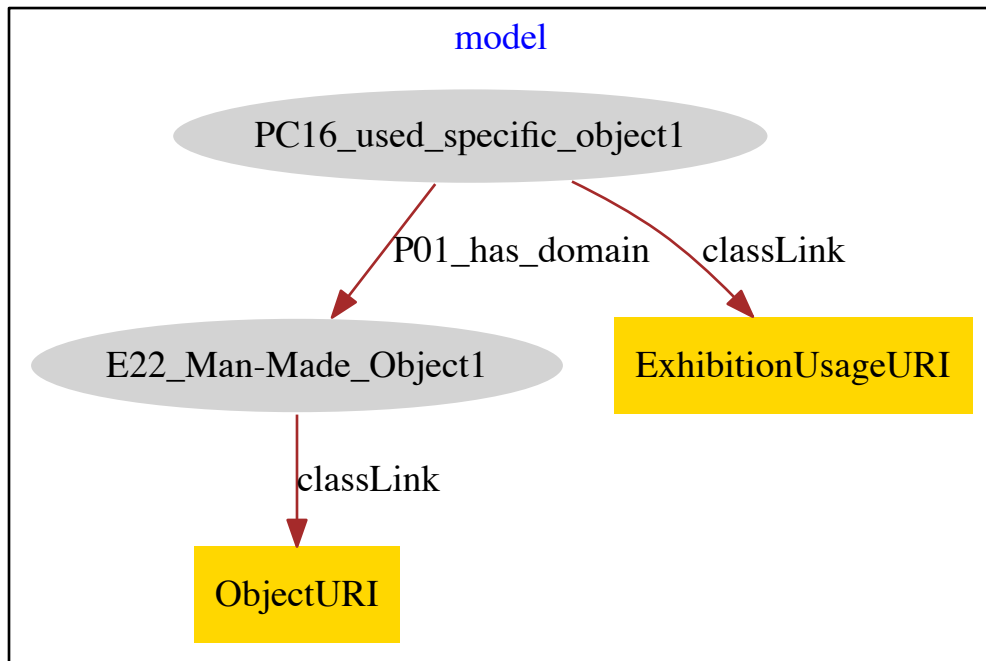 model
PC16_used_specific_object1
P01_has_domain
classLink
E22_Man-Made_Object1
ExhibitionUsageURI
classLink
ObjectURI